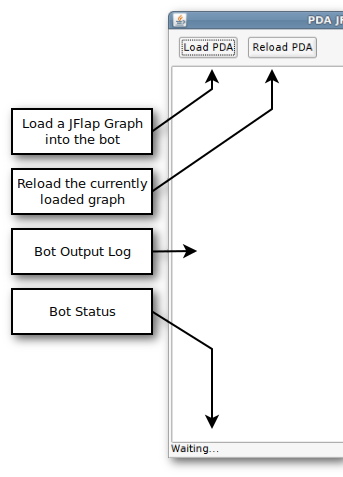 PDA JF
Load PDA
Reload PDA
Load a JFlap Graph
into the bot
Reload the currently
loaded graph
Bot Output Log
Bot Status
Waiting...